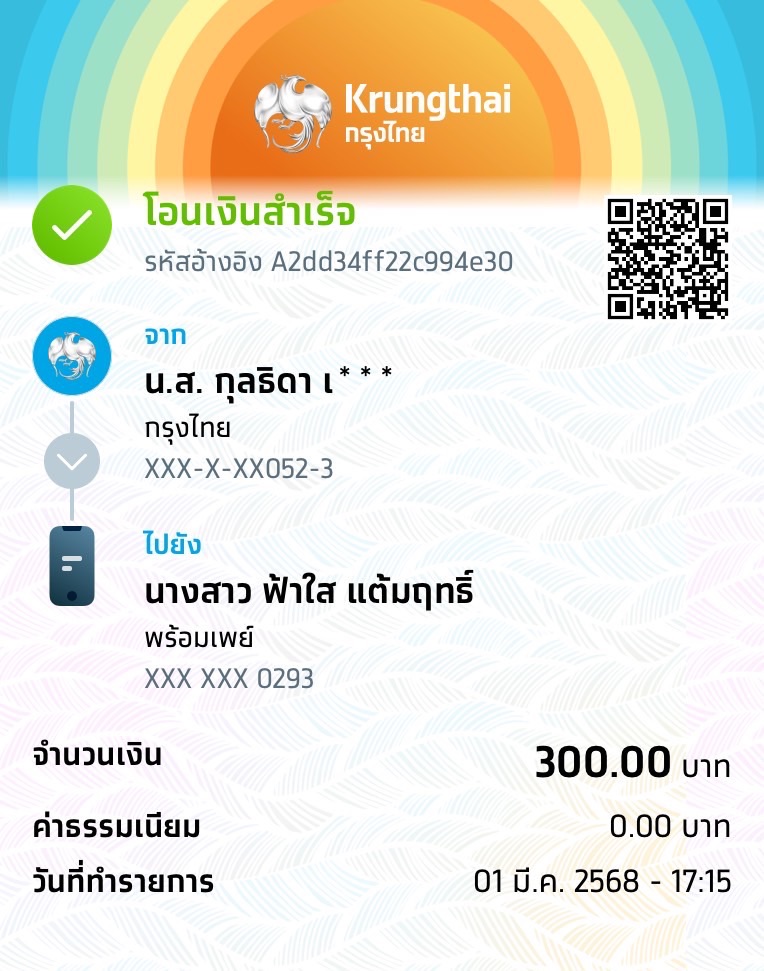 Krungthai
กรุงไทย
โอนเงินสำเร็จ
รหัสอ้างอิง A2dd34ff22c994e30
จาก
น.ส. กุลธิดา เ***
กรุงไทย
XXX-X-XX052-3
ไปยัง
นางสาว ฟ้าใส แต้มฤทธิ์
พร้อมเพย์
XXX XXX 0293
จำนวนเงิน 300.00 บาท
ค่าธรรมเนียม 0.00 บาท
วันที่ทำรายการ 01 มี.ค. 2568 - 17:15